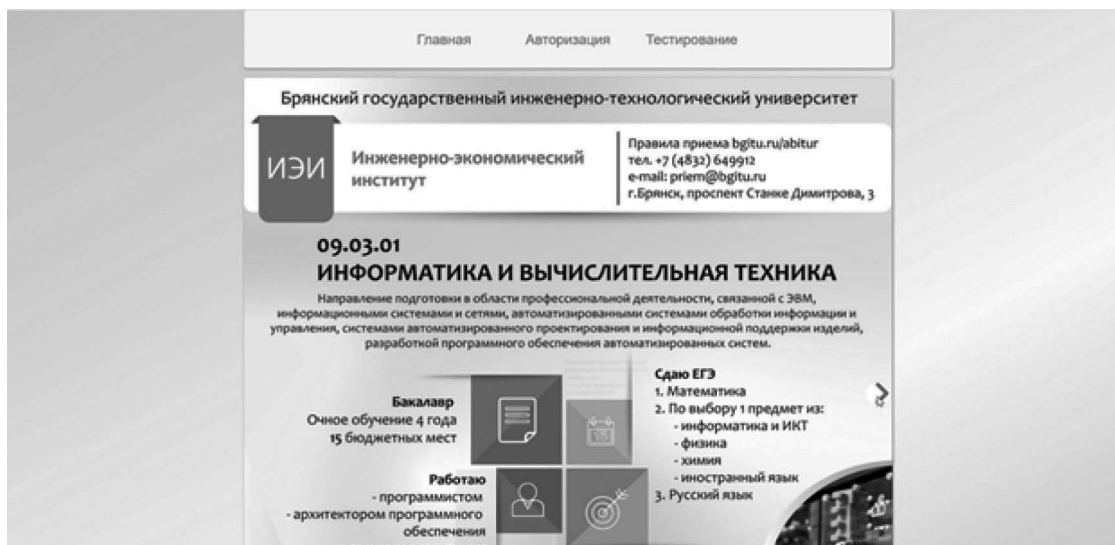 Главная Авторизация Тестирование
Брянский государственный инженерно-технологический университет
ИЭИ
Инженерно-экономический
институт
Правила приема bgitu.ru/abitur
тел. +7 (4832) 649912
e-mail: priem@bgitu.ru
г.Брянск, проспект Станке Димитрова, 3
09.03.01
ИНФОРМАТИКА И ВЫЧИСЛИТЕЛЬНАЯ ТЕХНИКА
Направление подготовки в области профессиональной деятельности, связанной с ЭВМ,
информационными системами и сетями, автоматизированными системами обработки информации и
управления, системами автоматизированного проектирования и информационной поддержки изделий,
разработкой программного обеспечения автоматизированных систем.
Бакалавр
Очное обучение 4 года
15 бюджетных мест
Работаю
- программистом
- архитектором программного
обеспечения
Сдаю ЕГЭ
1. Математика
2. По выбору 1 предмет из:
- информатика и ИКТ
- физика
- химия
- иностранный язык
3. Русский язык